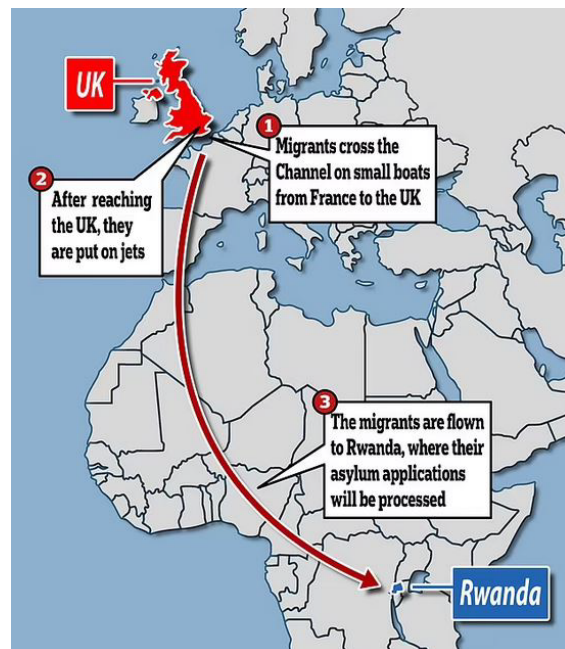 UK
1
Migrants cross the
Channel on small boats
from France to the UK
2
After reaching
the UK, they
are put on jets
3
The migrants are flown
to Rwanda, where their
asylum applications
will be processed
Rwanda